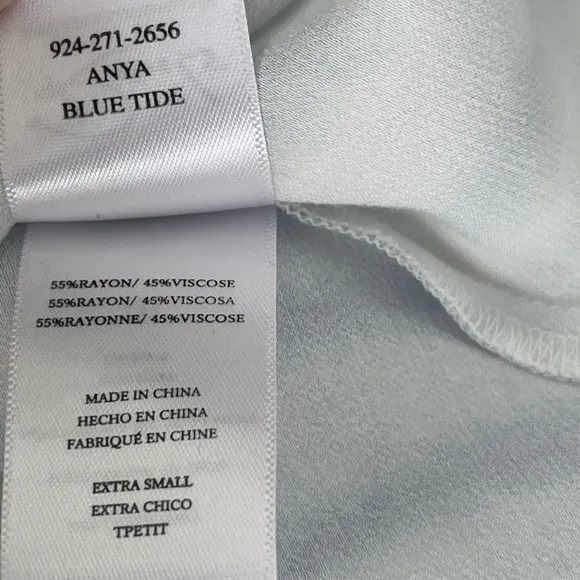 924-271-2656
ANYA
BLUE TIDE
55%RAYON/ 45%VISCOSE
55%RAYON/ 45%VISCOSA
55%RAYONNE/ 45%VISCOSE
MADE IN CHINA
HECHO EN CHINA
FABRIQUÉ EN CHINE
EXTRA SMALL
EXTRA CHICO
TPETIT